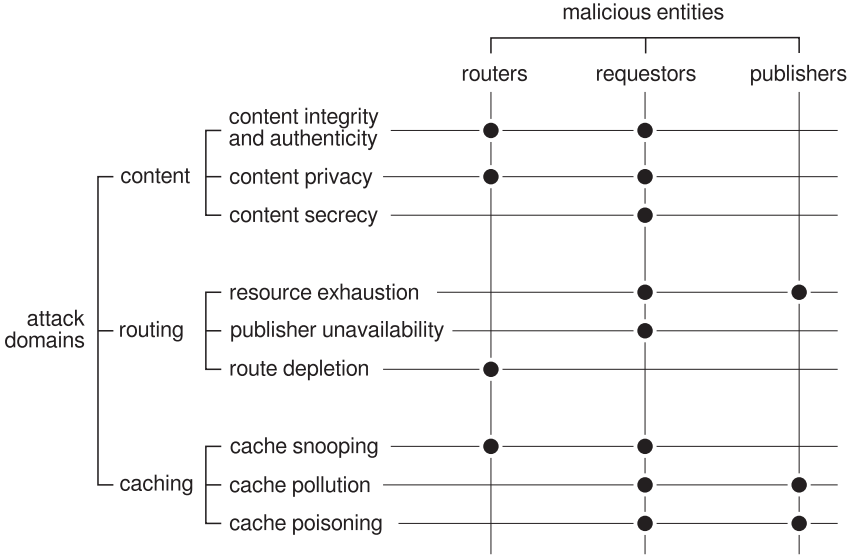 malicious entities
routers requestors publishers
content integrity
and authenticity
content content privacy
content secrecy
resource exhaustion
attack
domains
routing publisher unavailability
route depletion
cache snooping
caching cache pollution
cache poisoning